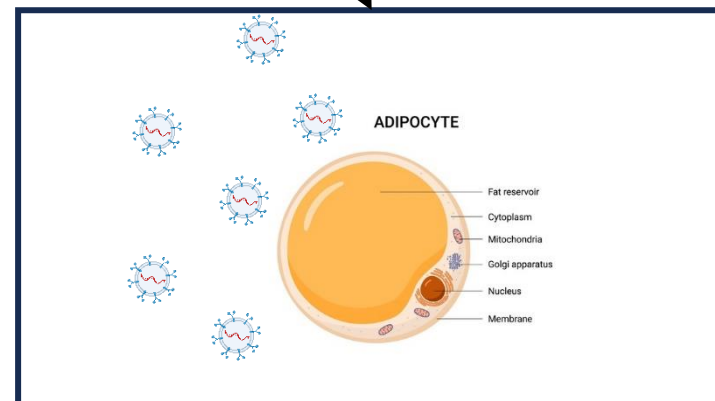 ADIPOCYTE
Fat reservoir
Cytoplasm
Mitochondria
Golgi apparatus
Nucleus
Membrane